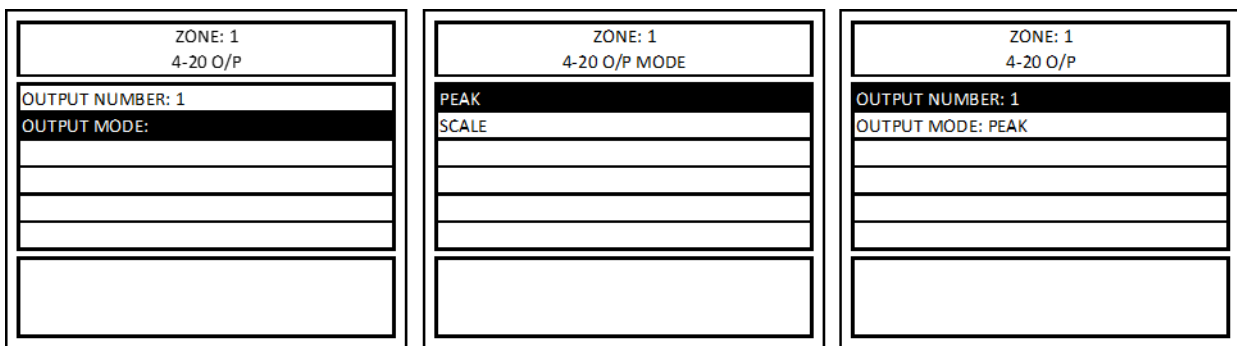 ZONE: 1
4-20 O/P
OUTPUT NUMBER: 1
OUTPUT MODE:
ZONE: 1
4-20 O/P MODE
PEAK
SCALE
ZONE: 1
4-20 O/P
OUTPUT NUMBER: 1
OUTPUT MODE: PEAK